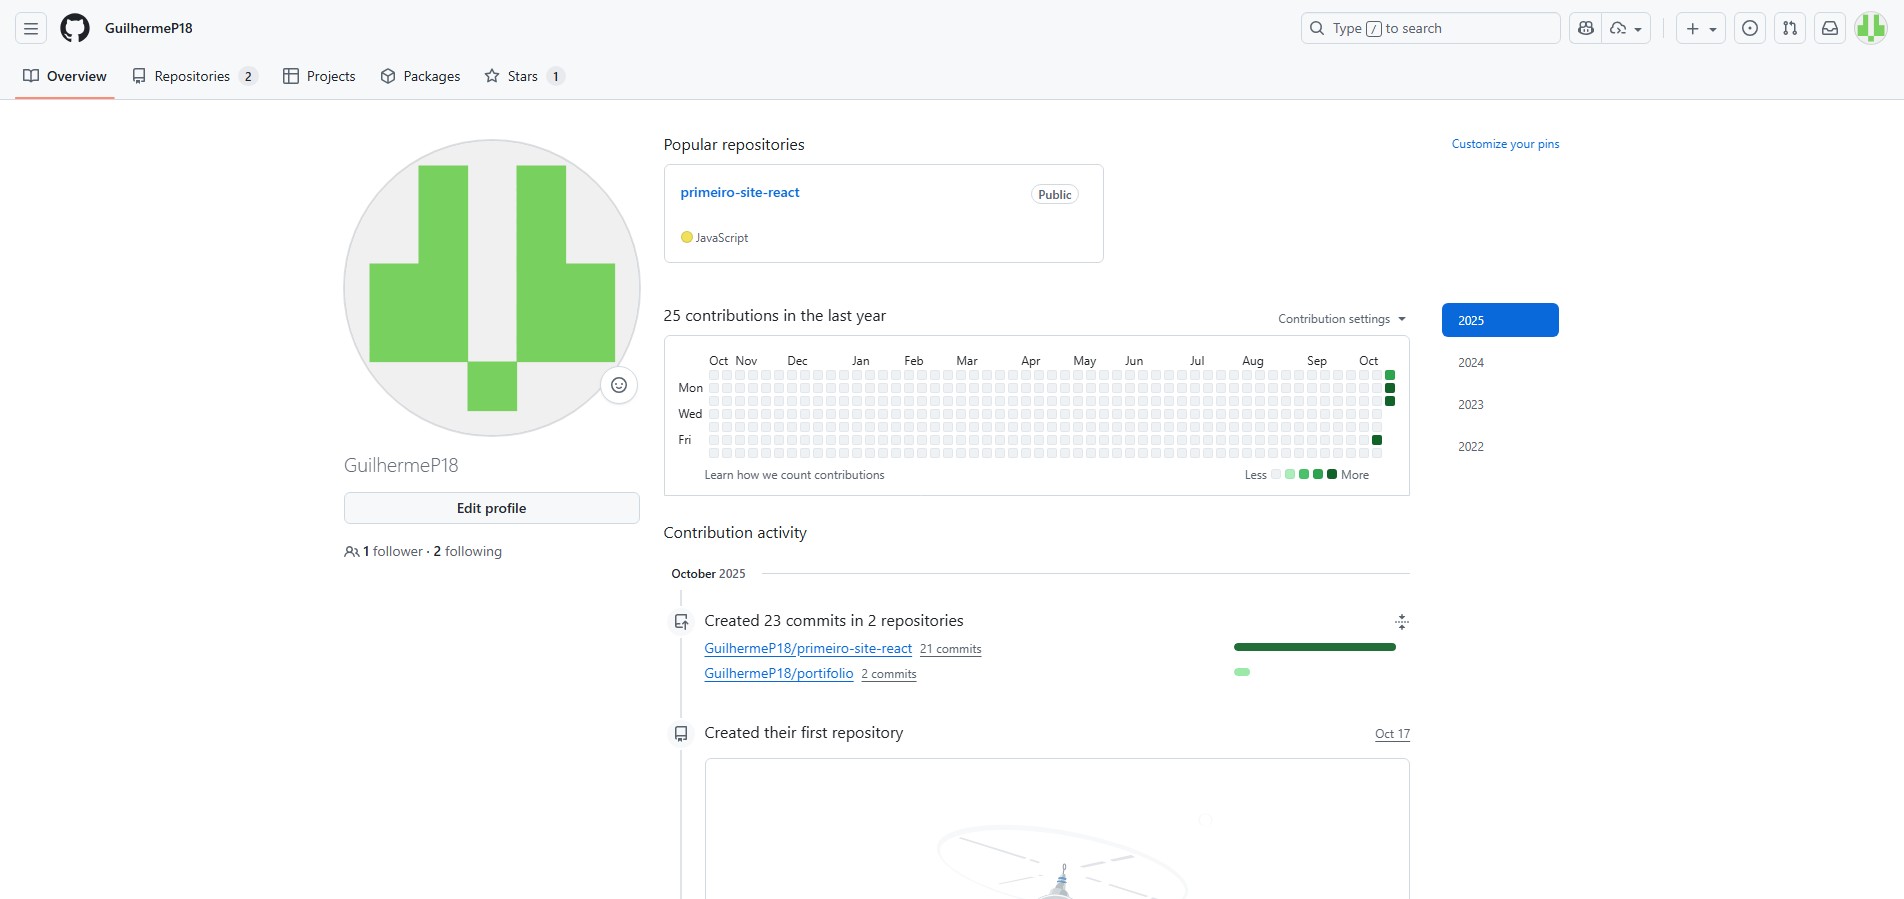 GuilhermeP18
Type / to search
Overview Repositories 2 Projects Packages Stars 1
Popular repositories
Customize your pins
primeiro-site-react Public
JavaScript
25 contributions in the last year
Contribution settings
2025
2024
2023
2022
Oct Nov Dec Jan Feb Mar Apr May Jun Jul Aug Sep Oct
Mon
Wed
Fri
Learn how we count contributions
Less More
GuilhermeP18
Edit profile
1 follower · 2 following
Contribution activity
October 2025
Created 23 commits in 2 repositories
GuilhermeP18/primeiro-site-react 21 commits
GuilhermeP18/portifolio 2 commits
Created their first repository
Oct 17